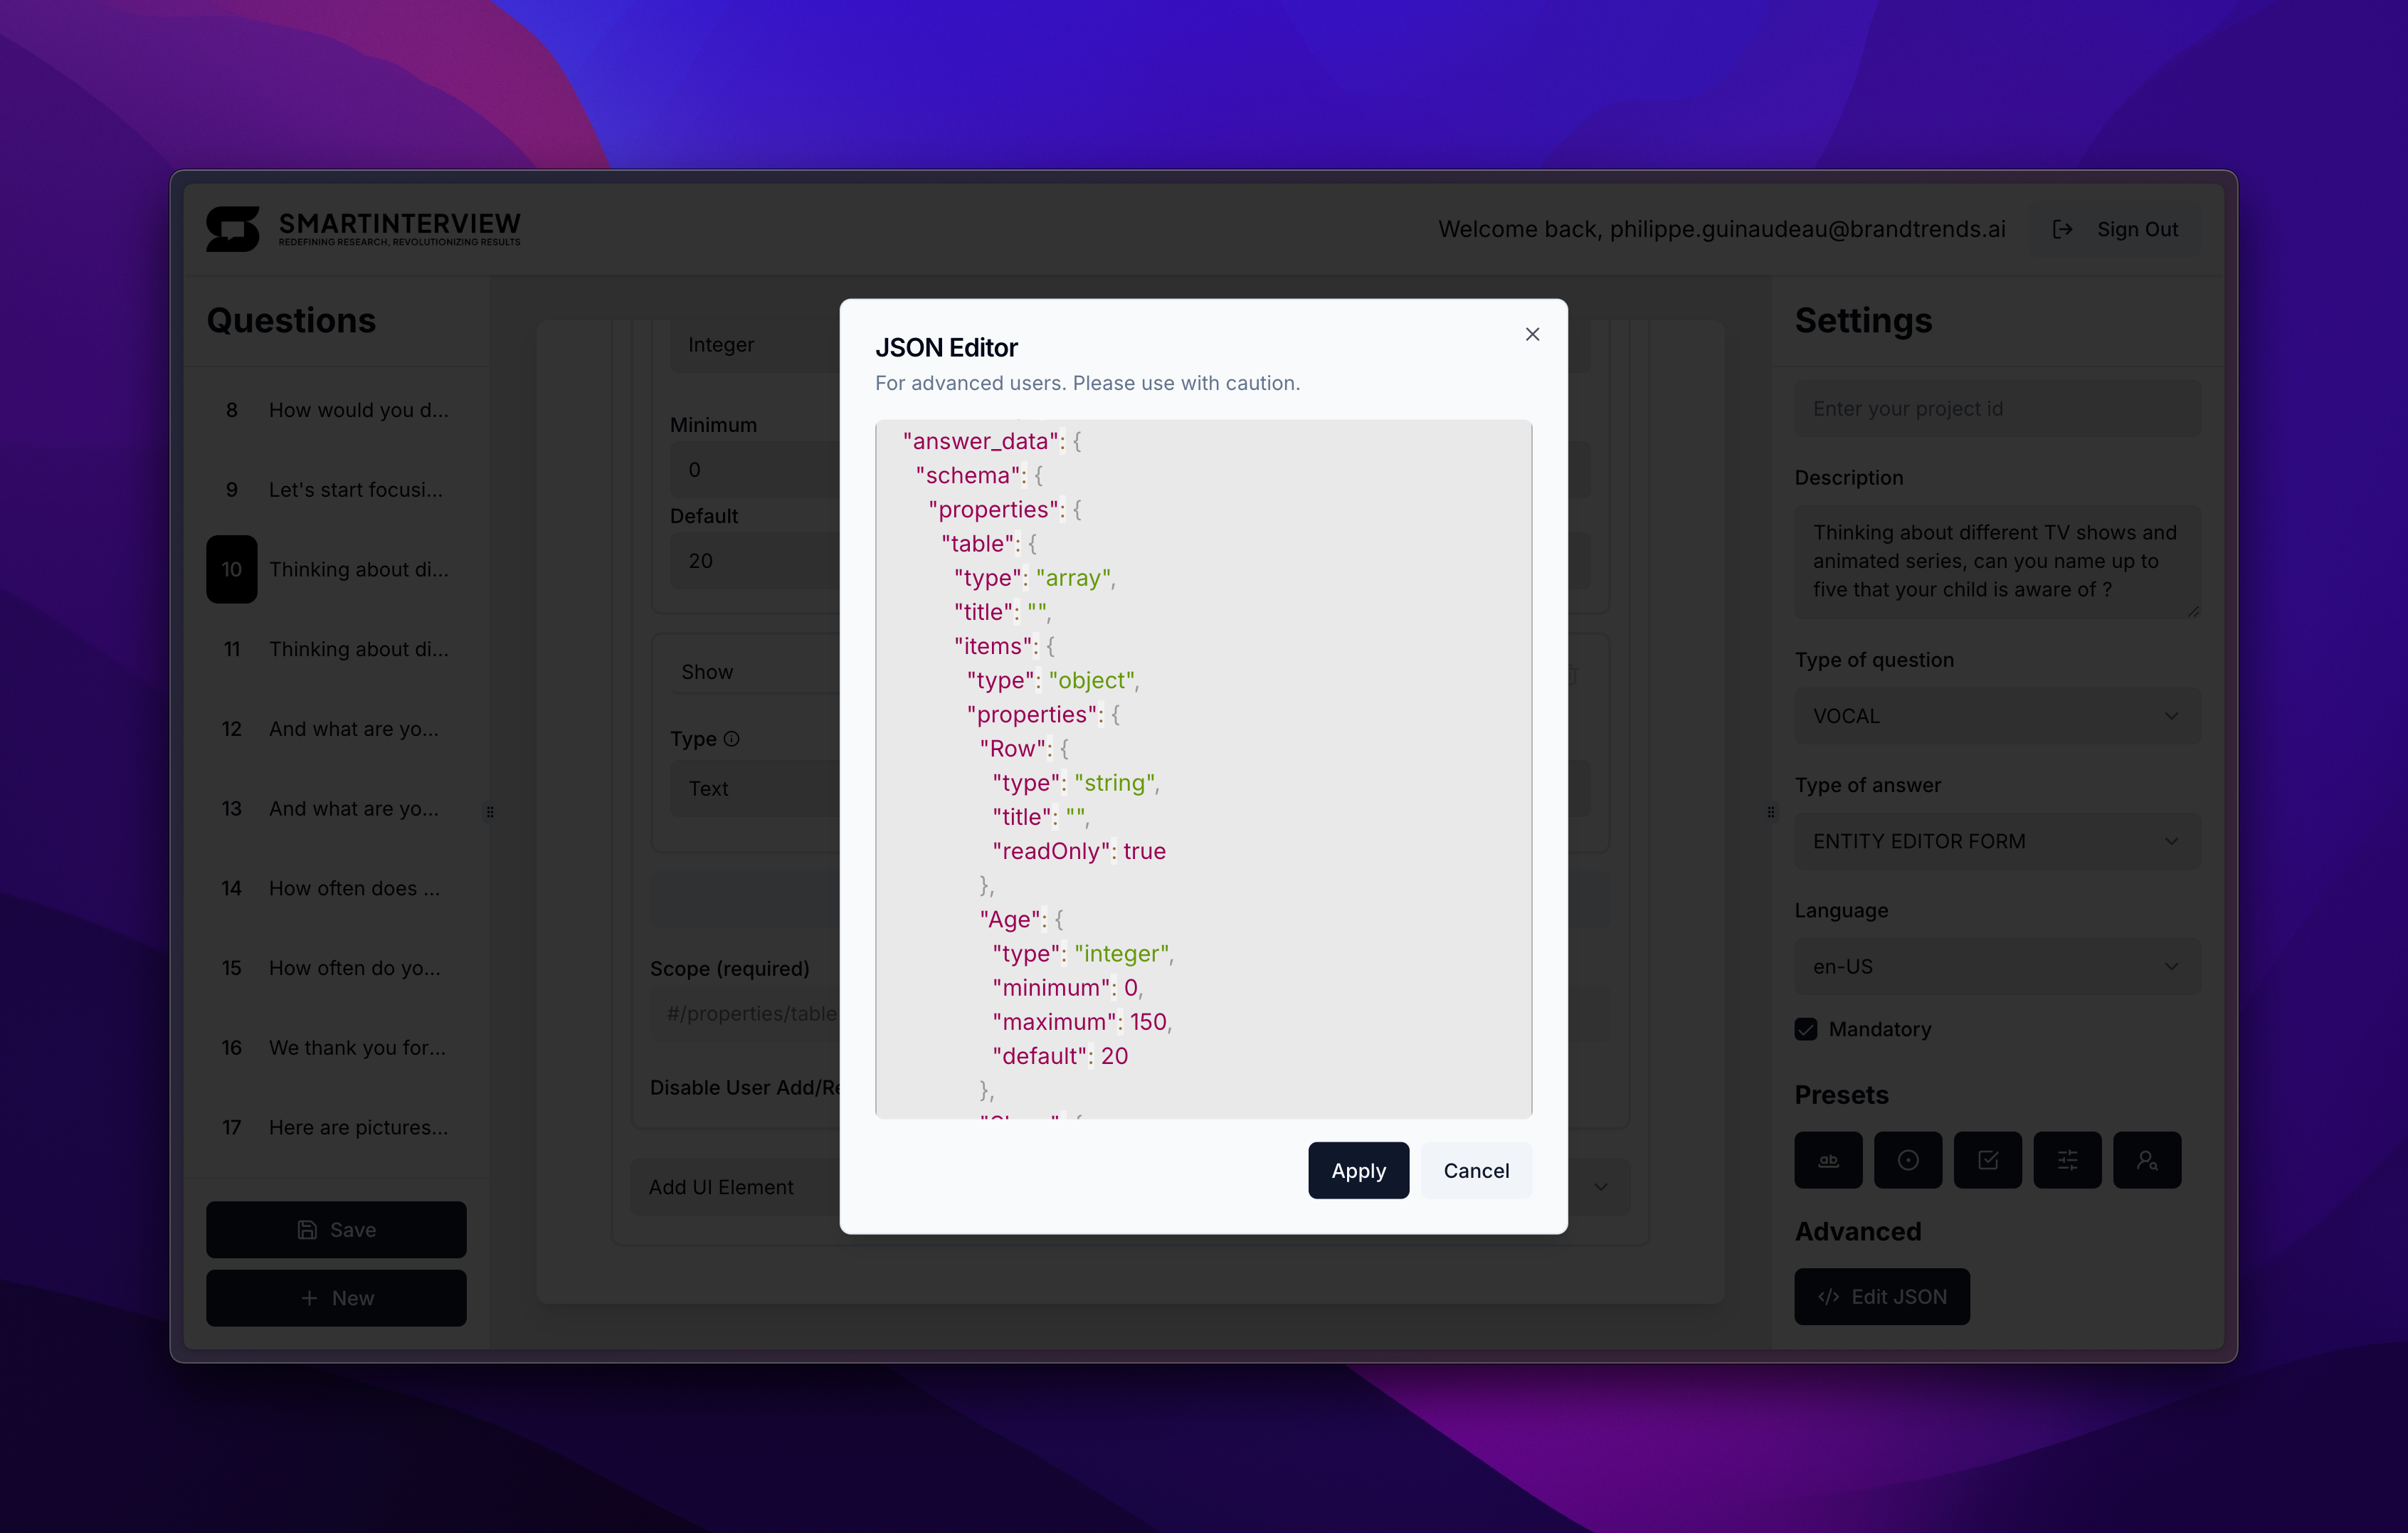 SMARTINTERVIEW
REDEFINING RESEARCH, REVOLUTIONIZING RESULTS
Welcome back, philippe.guinaudeau@brandtrends.ai
Sign Out
Questions
8 How would you d...
9 Let's start focusi...
10 Thinking about di...
11 Thinking about di...
12 And what are yo...
13 And what are yo...
14 How often does ...
15 How often do yo...
16 We thank you for...
17 Here are pictures...
Save
+ New
Integer
Minimum
0
Default
20
Show
Type
Text
Scope (required)
#/properties/table
Disable User Add/Re
Add UI Element
JSON Editor
For advanced users. Please use with caution.
"answer_data": {
"schema": {
"properties": {
"table": {
"type": "array",
"title": "",
"items": {
"type": "object",
"properties": {
"Row": {
"type": "string",
"title": "",
"readOnly": true
},
"Age": {
"type": "integer",
"minimum": 0,
"maximum": 150,
"default": 20
},
Apply
Cancel
Settings
Enter your project id
Description
Thinking about different TV shows and
animated series, can you name up to
five that your child is aware of ?
Type of question
VOCAL
Type of answer
ENTITY EDITOR FORM
Language
en-US
Mandatory
Presets
ab
Advanced
</> Edit JSON